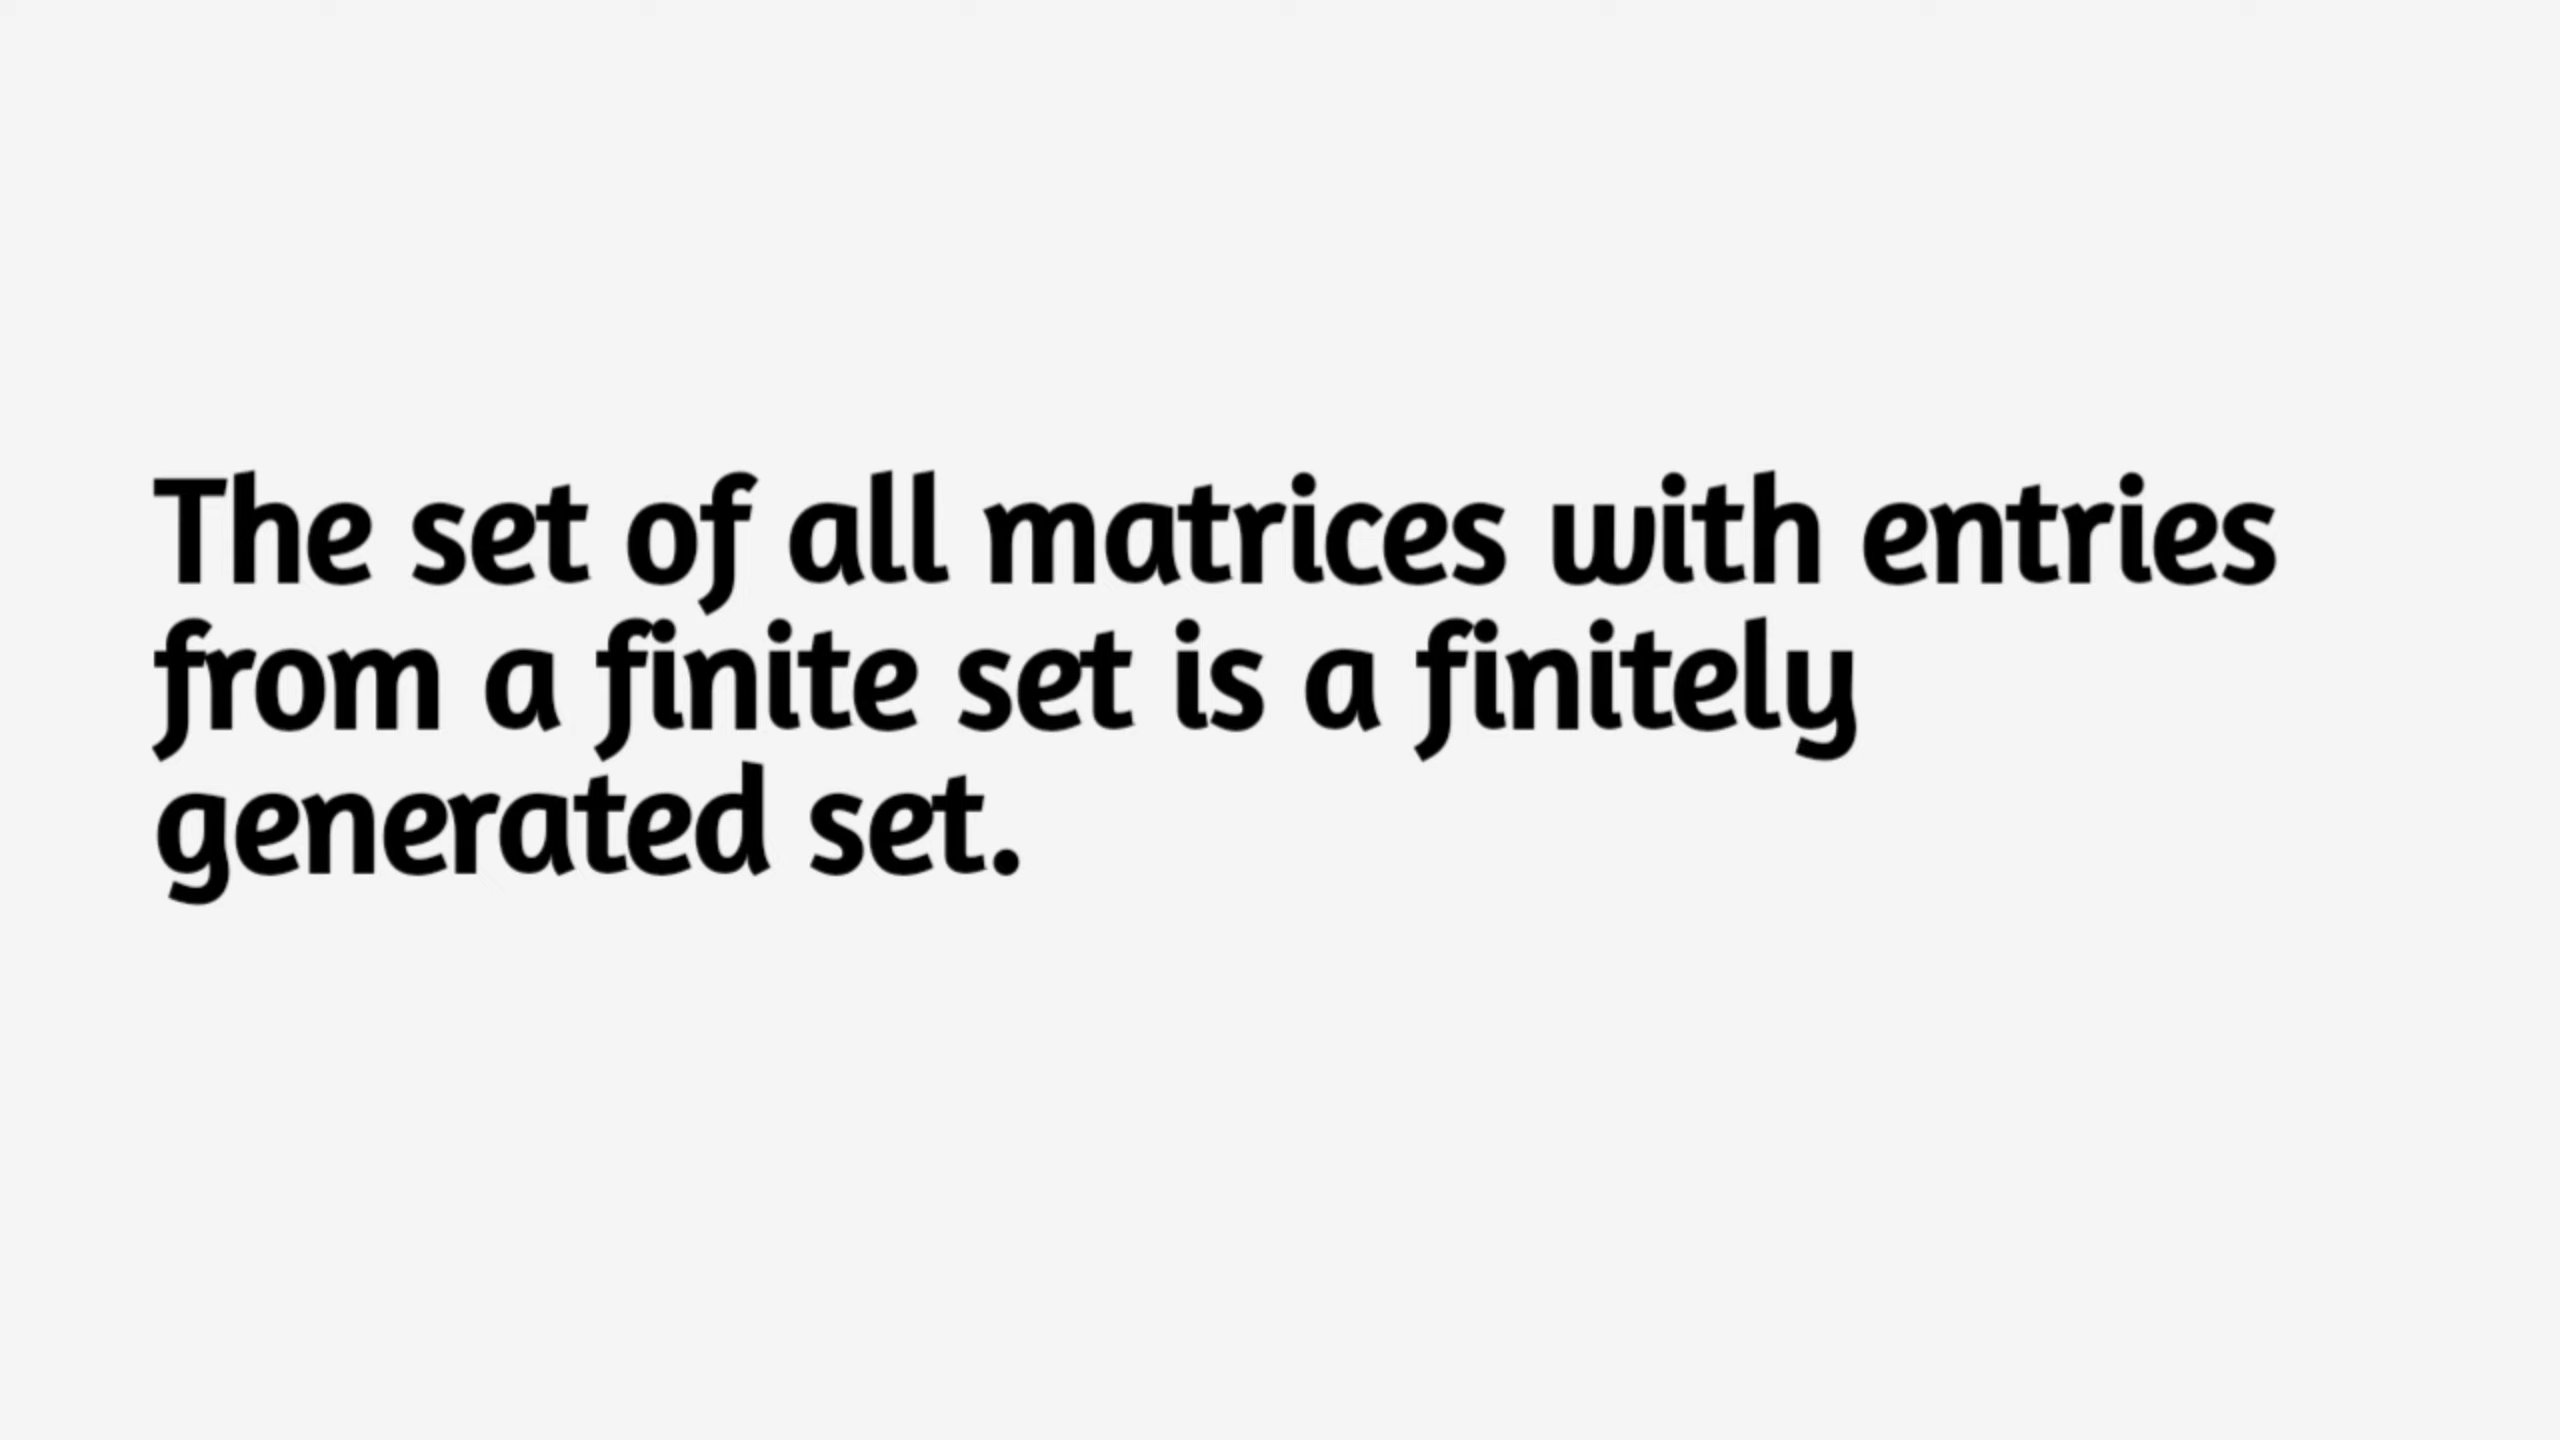 The set of all matrices with entries
from a finite set is a finitely
generated set.